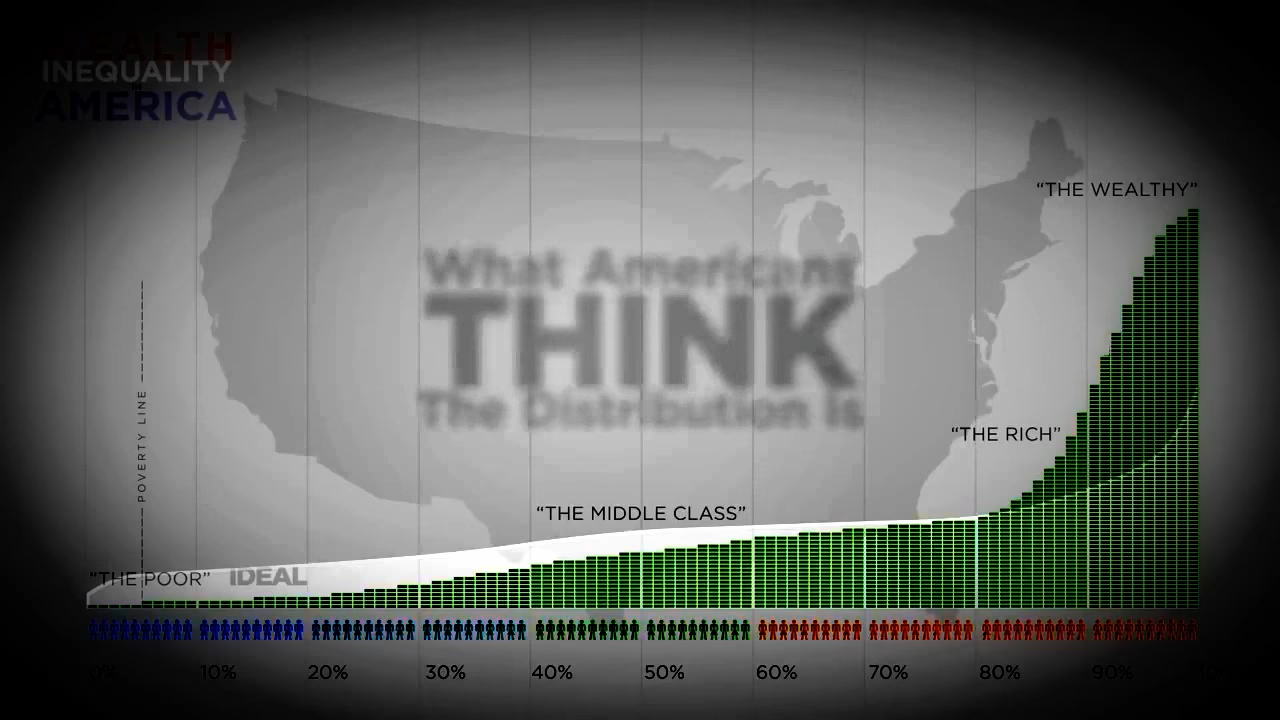 WEALTH
INEQUALITY
IN
AMERICA
"THE WEALTHY"
What Americans
THINK
The Distribution Is
POVERTY LINE
"THE RICH"
"THE MIDDLE CLASS"
"THE POOR"
IDEAL
0% 10% 20% 30% 40% 50% 60% 70% 80% 90%